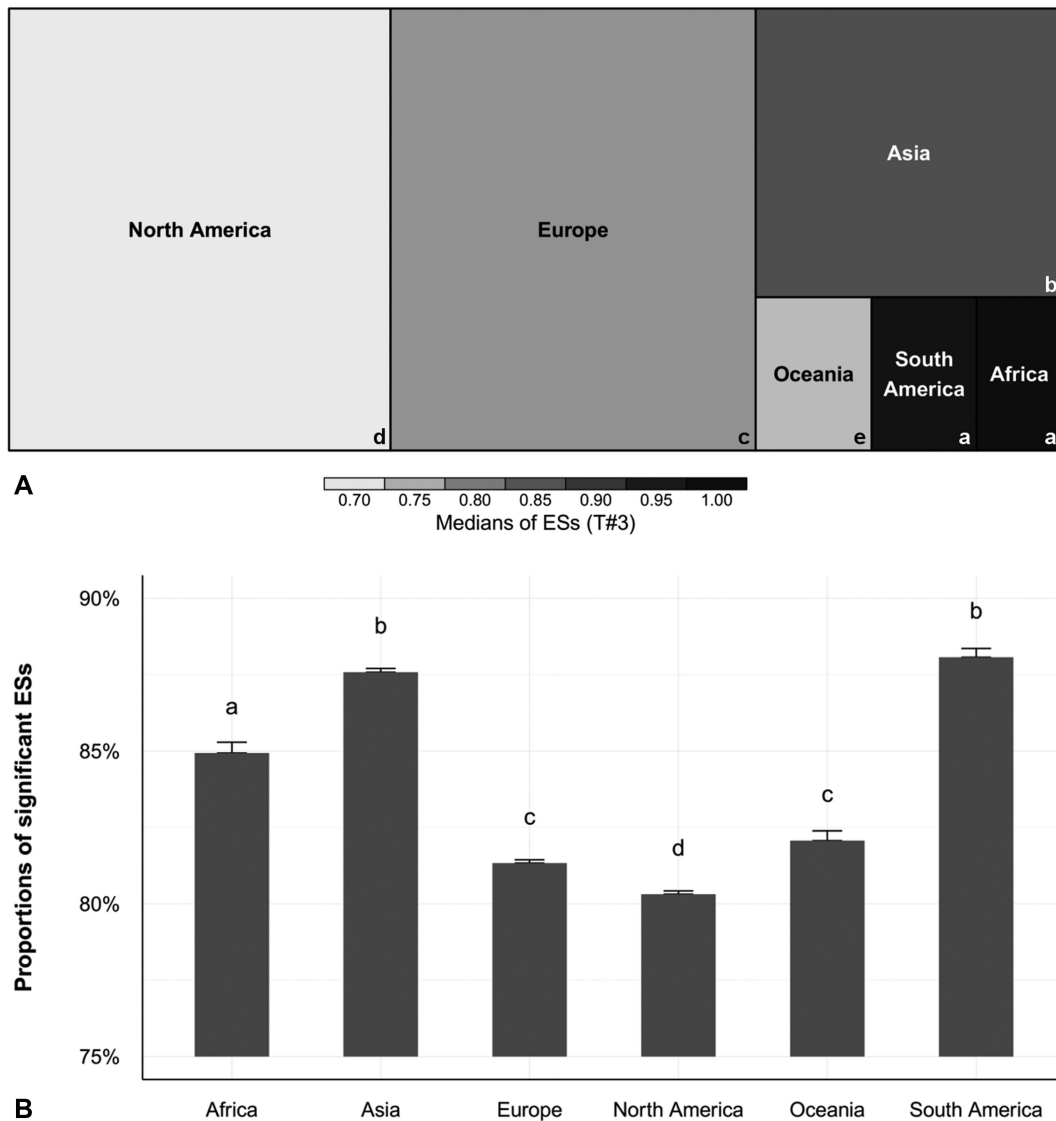 North America
Europe
Asia
b
Oceania
South
America
Africa
d
c
e
a
a
A
0.70 0.75 0.80 0.85 0.90 0.95 1.00
Medians of ESs (T#3)
Proportions of significant ESs
90%
85%
80%
75%
a
b
c
d
c
b
B
Africa Asia Europe North America Oceania South America